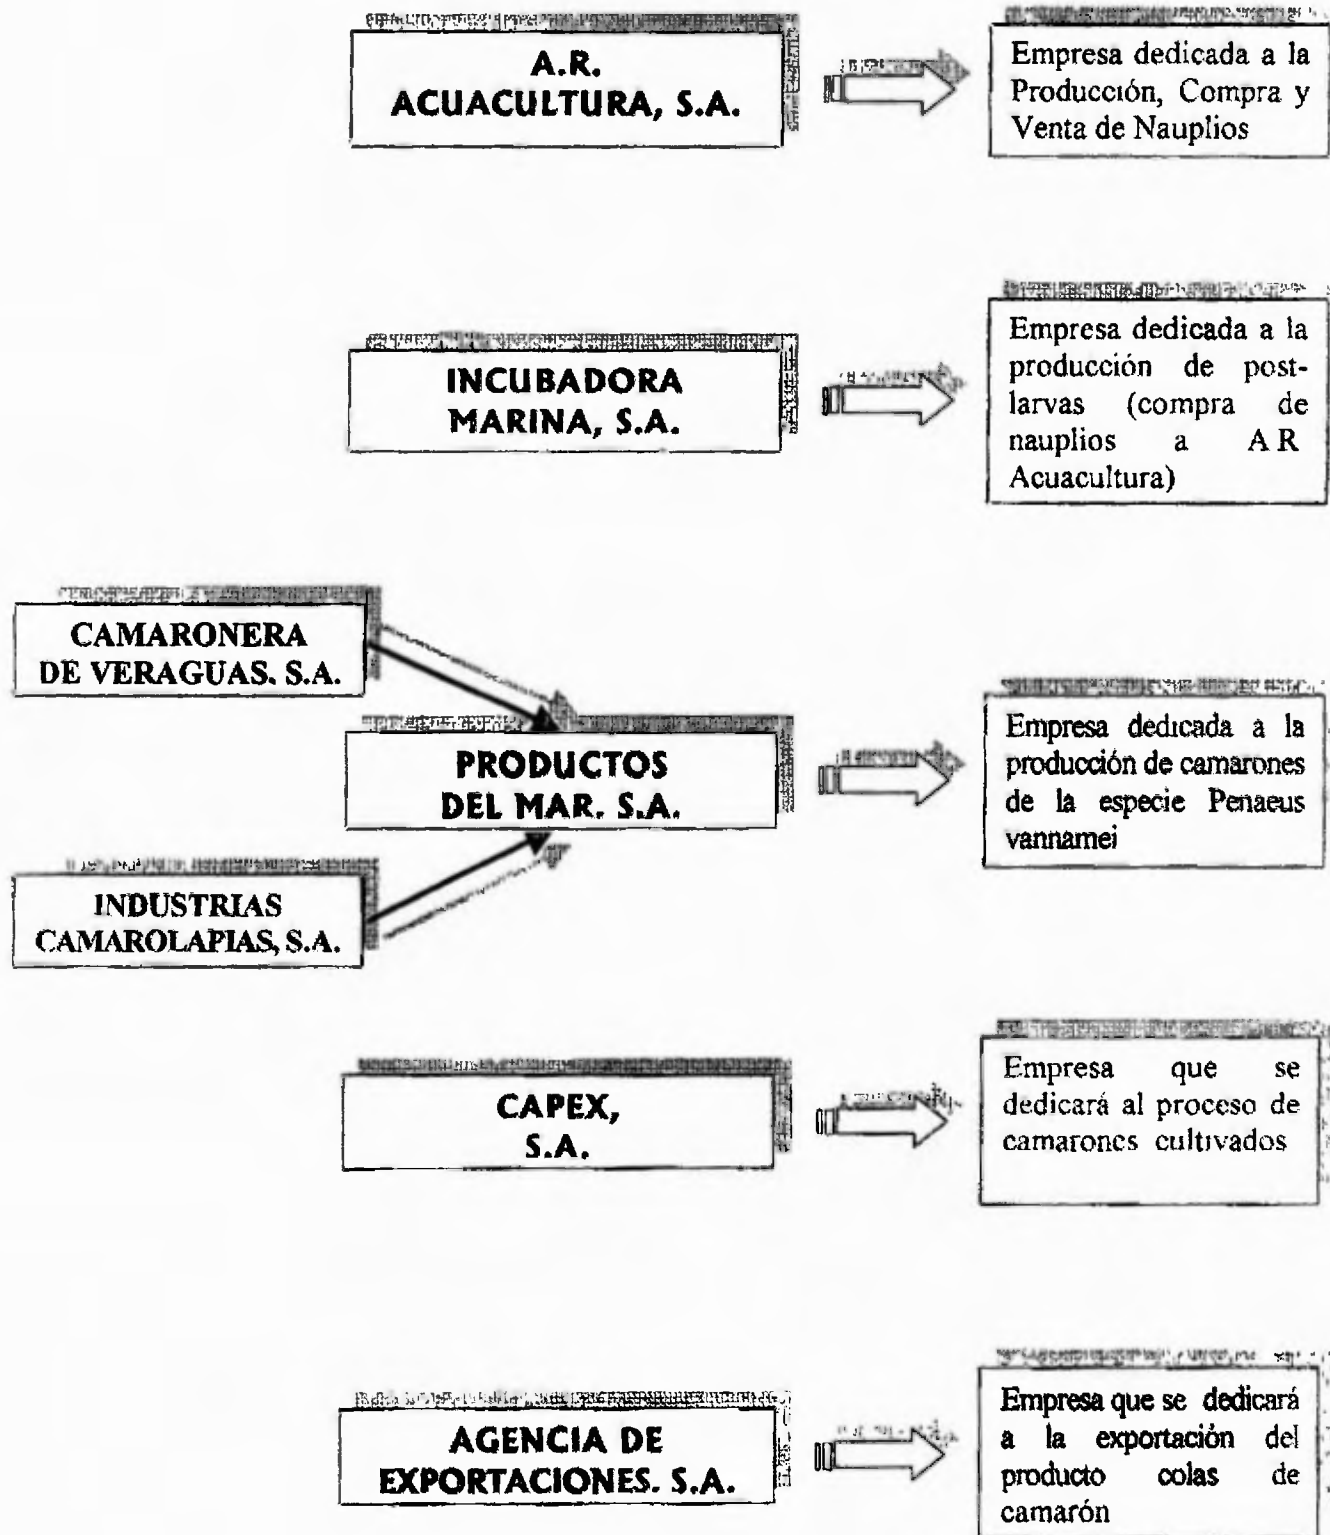 A.R.
ACUACULTURA, S.A.
Empresa dedicada a la
Producción, Compra y
Venta de Nauplios
INCUBADORA
MARINA, S.A.
Empresa dedicada a la
producción de post-
larvas (compra de
nauplios a A R
Acuacultura)
CAMARONERA
DE VERAGUAS. S.A.
PRODUCTOS
DEL MAR. S.A.
Empresa dedicada a la
producción de camarones
de la especie Penaeus
vannamei
INDUSTRIAS
CAMAROLAPIAS, S.A.
CAPEX,
S.A.
Empresa que se
dedicará al proceso de
camarones cultivados
AGENCIA DE
EXPORTACIONES. S.A.
Empresa que se dedicará
a la exportación del
producto colas de
camarón